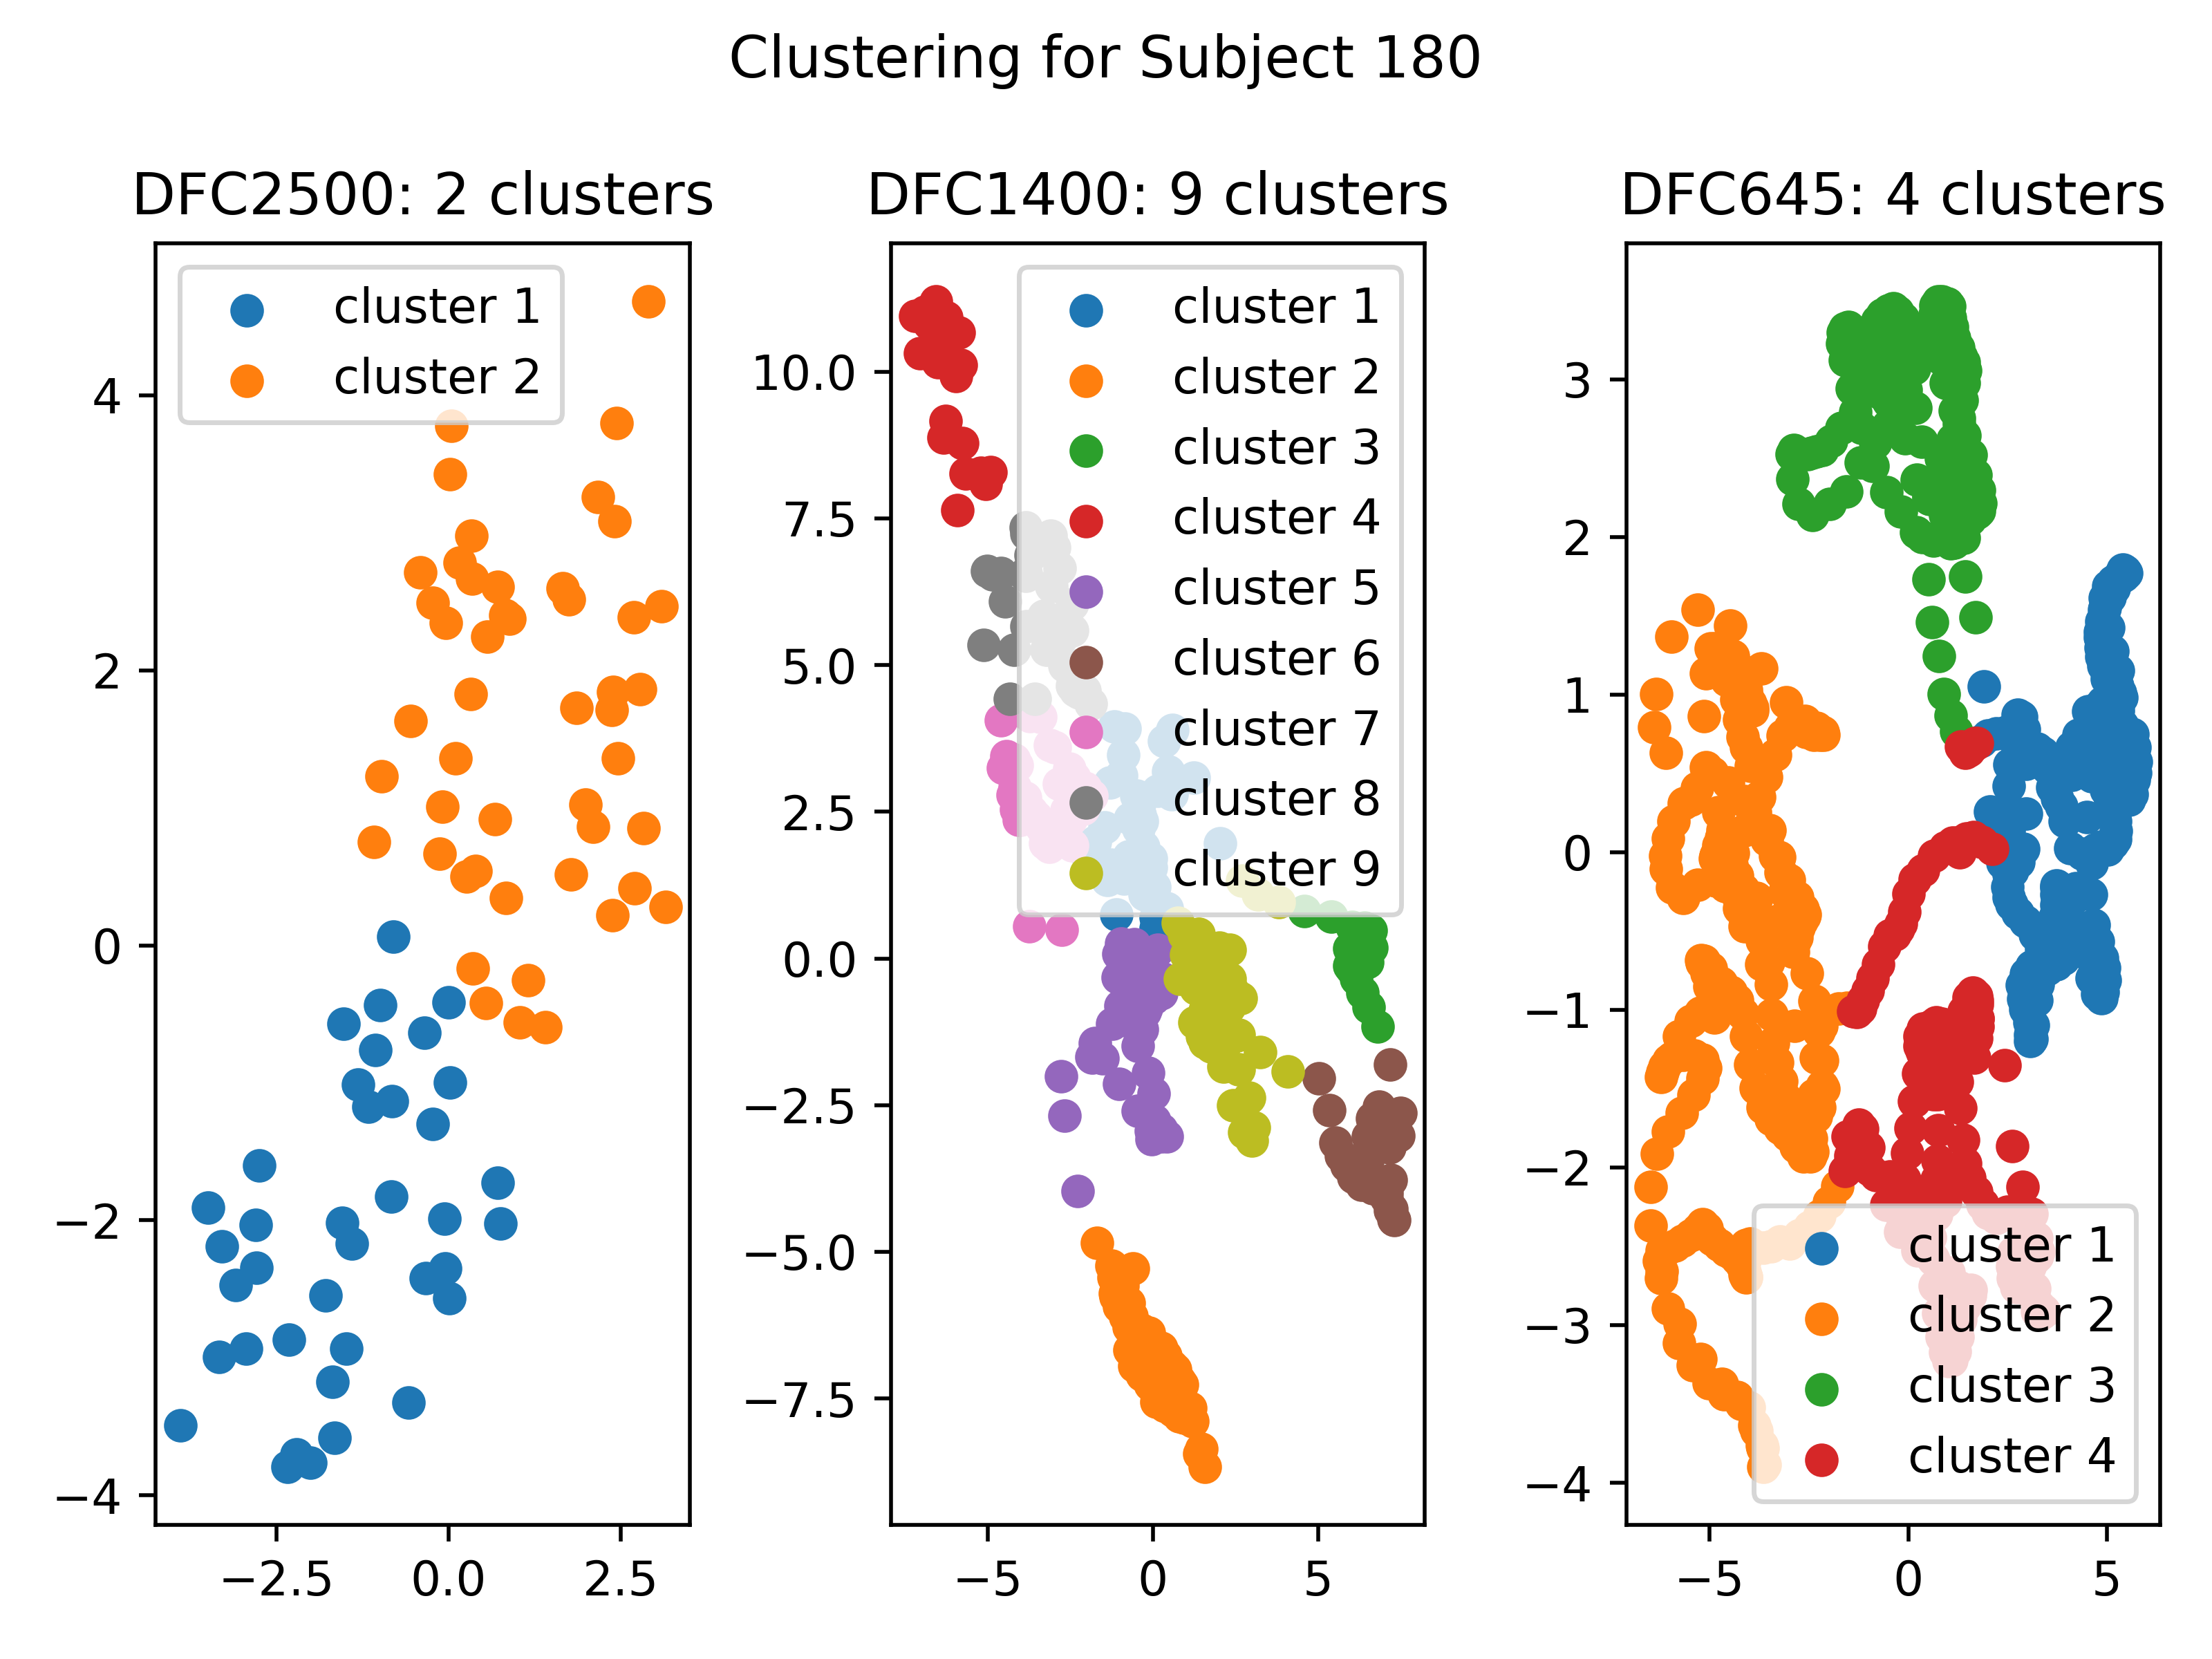 Clustering for Subject 180
DFC2500: 2 clusters
cluster 1
cluster 2
4
2
0
−2
−4
−2.5 0.0 2.5
DFC1400: 9 clusters
cluster 1
cluster 2
cluster 3
cluster 4
cluster 5
cluster 6
cluster 7
cluster 8
cluster 9
10.0
7.5
5.0
2.5
0.0
−2.5
−5.0
−7.5
−5 0 5
DFC645: 4 clusters
3
2
1
0
−1
−2
−3
−4
cluster 1
cluster 2
cluster 3
cluster 4
−5 0 5